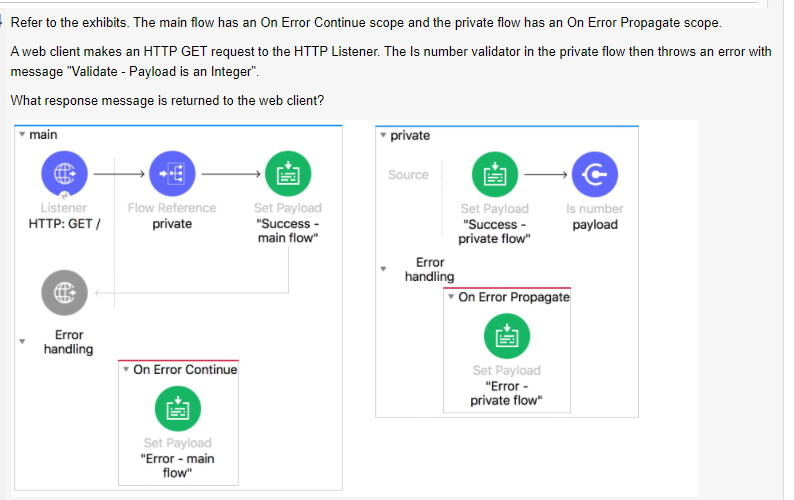 Refer to the exhibits. The main flow has an On Error Continue scope and the private flow has an On Error Propagate scope.
A web client makes an HTTP GET request to the HTTP Listener. The Is number validator in the private flow then throws an error with
message "Validate - Payload is an Integer".
What response message is returned to the web client?
main
Listener
HTTP: GET /
Flow Reference
private
Set Payload
"Success -
main flow"
Error
handling
On Error Continue
Set Payload
"Error - main
flow"
private
Source
Set Payload
"Success -
private flow"
Is number
payload
Error
handling
On Error Propagate
Set Payload
"Error -
private flow"